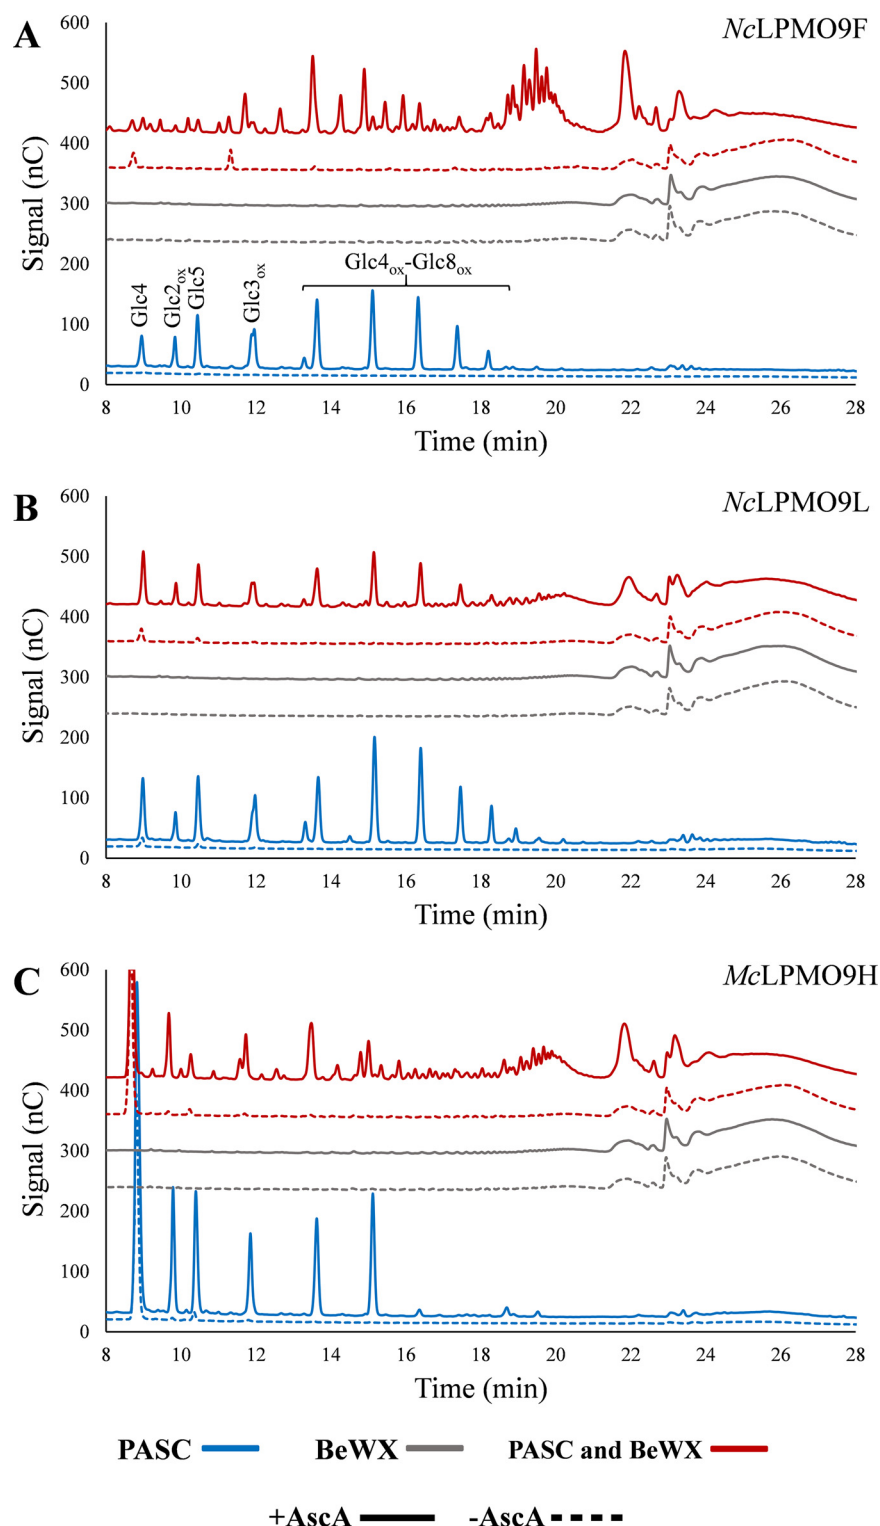 A
NcLPMO9F
600
500
400
300
200
100
0
Signal (nC)
Glc4
Glc2ox
Glc5
Glc3ox
Glc4ox-Glc8ox
8 10 12 14 16 18 20 22 24 26 28
Time (min)
B
NcLPMO9L
600
500
400
300
200
100
0
Signal (nC)
8 10 12 14 16 18 20 22 24 26 28
Time (min)
C
McLPMO9H
600
500
400
300
200
100
0
Signal (nC)
8 10 12 14 16 18 20 22 24 26 28
Time (min)
PASC BeWX PASC and BeWX
+AscA -AscA